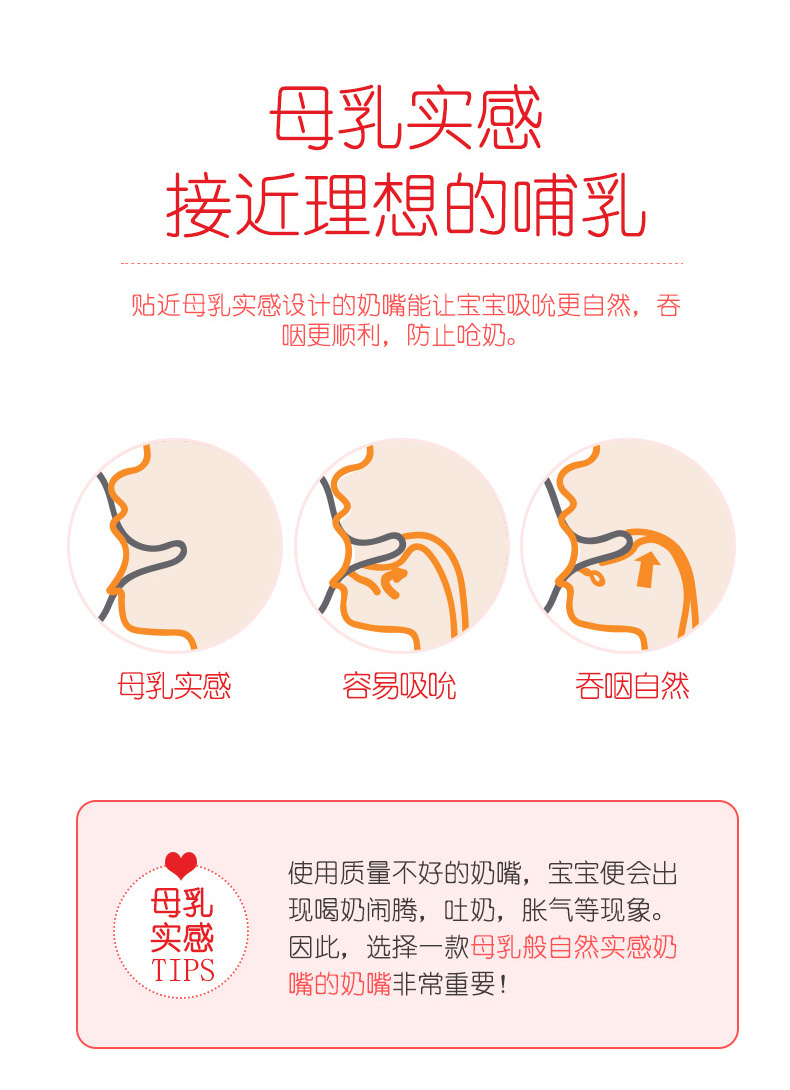 母乳实感
接近理想的哺乳
贴近母乳实感设计的奶嘴能让宝宝吸吮更自然，吞
咽更顺利，防止呛奶。
母乳实感
容易吸吮
吞咽自然
母乳
实感
TIPS
使用质量不好的奶嘴，宝宝便会出
现喝奶闹腾，吐奶，胀气等现象。
因此，选择一款母乳般自然实感奶
嘴的奶嘴非常重要！